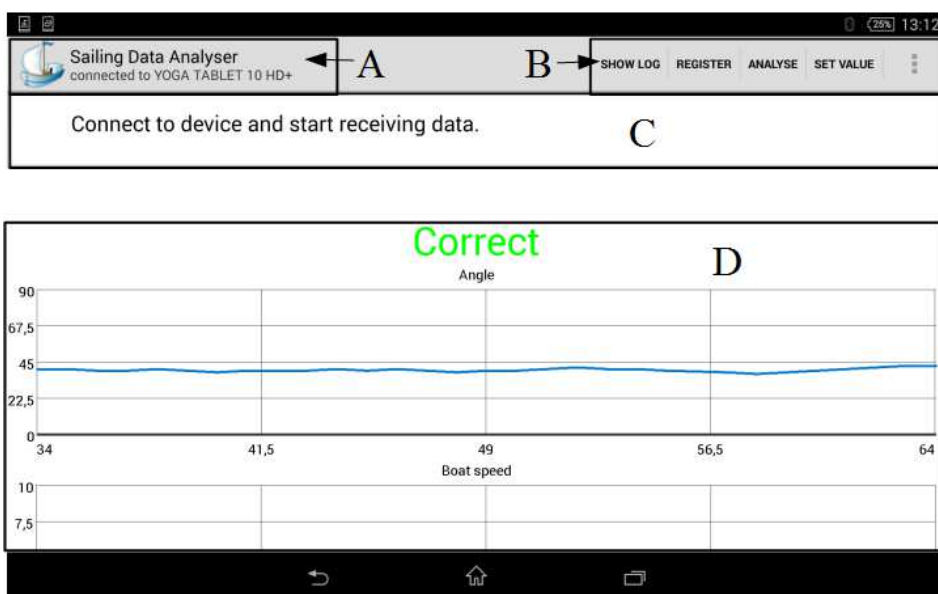 25% 13:12
Sailing Data Analyser
connected to YOGA TABLET 10 HD+
A
B
SHOW LOG REGISTER ANALYSE SET VALUE
Connect to device and start receiving data.
C
Correct
D
Angle
90
67,5
45
22,5
0
34 41,5 49 56,5 64
Boat speed
10
7,5